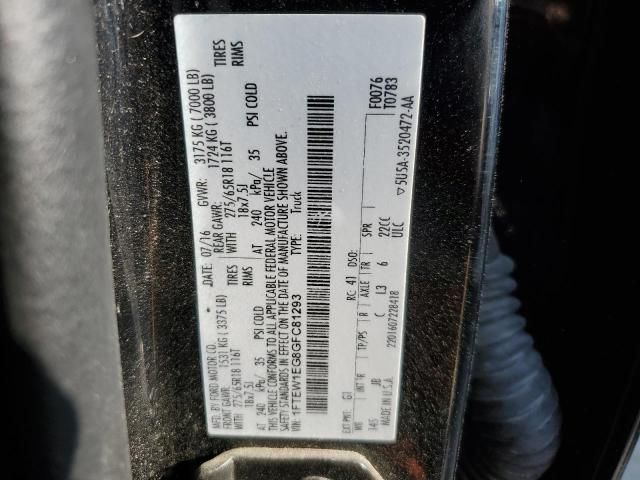 MFD. BY FORD MOTOR CO. * DATE: 07/16 GVWR: 3175 KG ( 7000 LB)
FRONT GAWR: 1531 KG ( 3375 LB) REAR GAWR: 1724 KG ( 3800 LB)
WITH 275/65R18 116T TIRES WITH 275/65R18 116T TIRES
18x7.5J RIMS 18x7.5J RIMS
AT 240 kPa/ 35 PSI COLD AT 240 kPa/ 35 PSI COLD
THIS VEHICLE CONFORMS TO ALL APPLICABLE FEDERAL MOTOR VEHICLE
SAFETY STANDARDS IN EFFECT ON THE DATE OF MANUFACTURE SHOWN ABOVE.
VIN: 1FTEW1EG8GFC81293 TYPE: Truck
F0076
T0783
EXT PNT: G1 RC: 41 DSO:
WB INT TR TP/PS R AXLE TR SPR
145 JB C L3 6 22CC
ULC
MADE IN U.S.A. 2201607228418 5U5A-3520472-AA